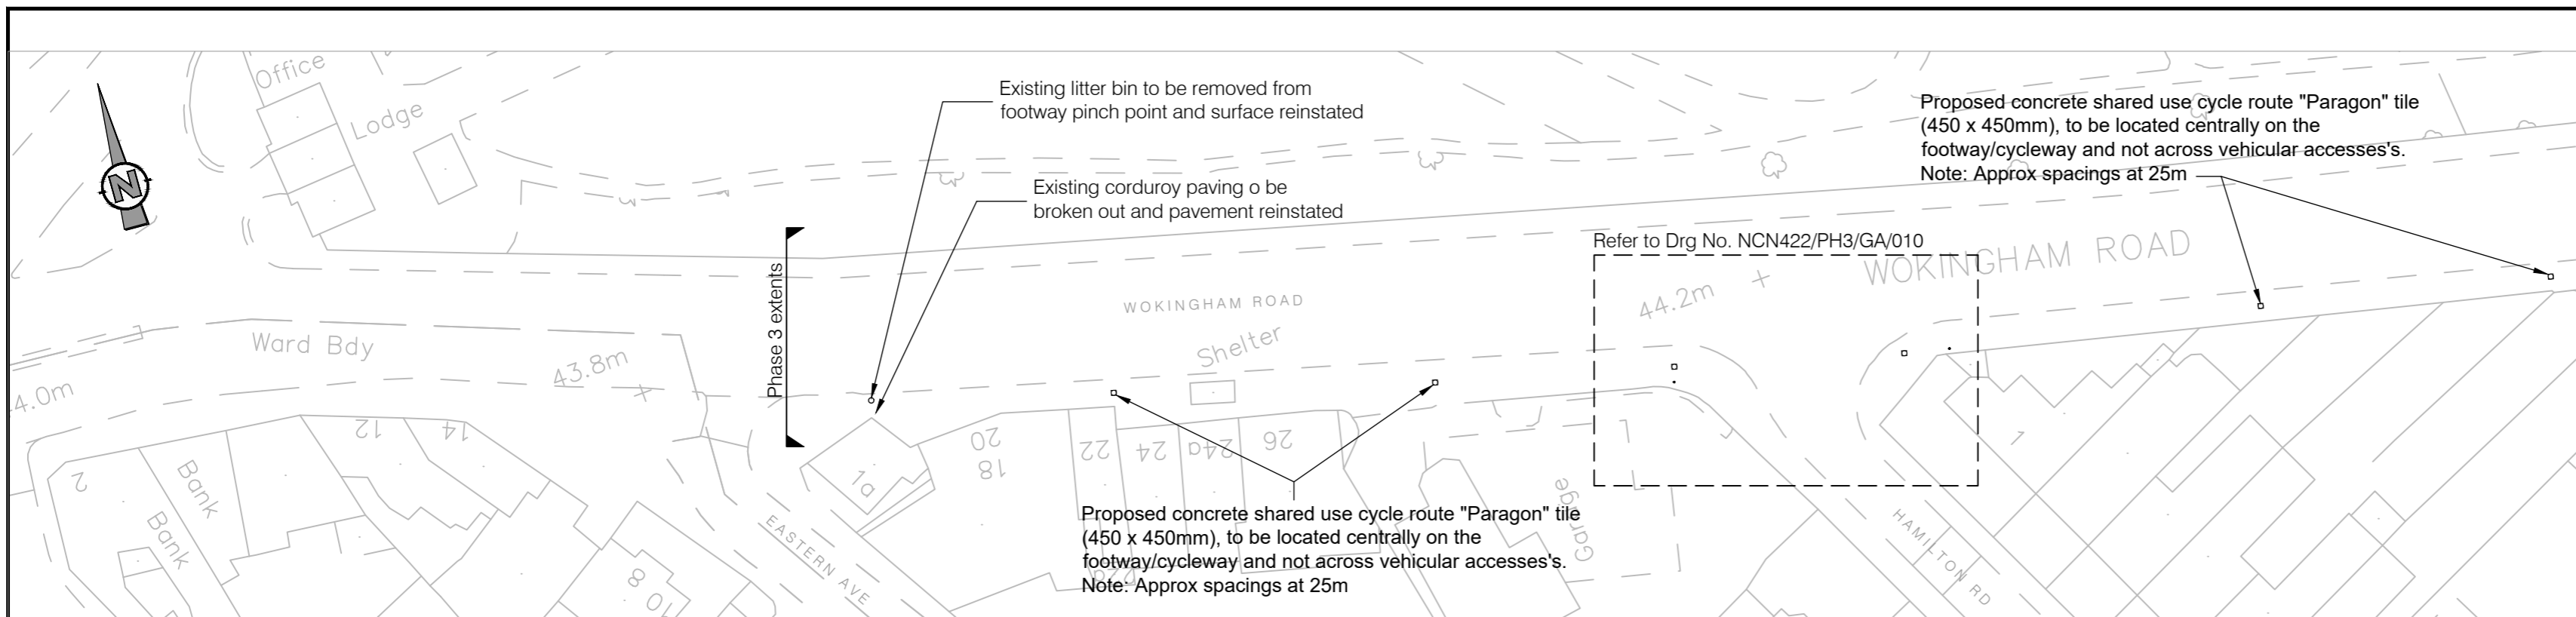 Office
Lodge
N
Existing litter bin to be removed from
footway pinch point and surface reinstated
Existing corduroy paving o be
broken out and pavement reinstated
Proposed concrete shared use cycle route "Paragon" tile
(450 x 450mm), to be located centrally on the
footway/cycleway and not across vehicular accesses's.
Note: Approx spacings at 25m
Phase 3 extents
Refer to Drg No. NCN422/PH3/GA/010
WOKINGHAM ROAD
44.2m
WOKINGHAM ROAD
Shelter
Ward Bdy
43.8m
4.0m
2
Bank
Bank
12
14
8
10
1a
EASTERN AVE
20
18
22
24
24a
26
22a
Garage
1
HAMILTON RD
Proposed concrete shared use cycle route "Paragon" tile
(450 x 450mm), to be located centrally on the
footway/cycleway and not across vehicular accesses's.
Note: Approx spacings at 25m